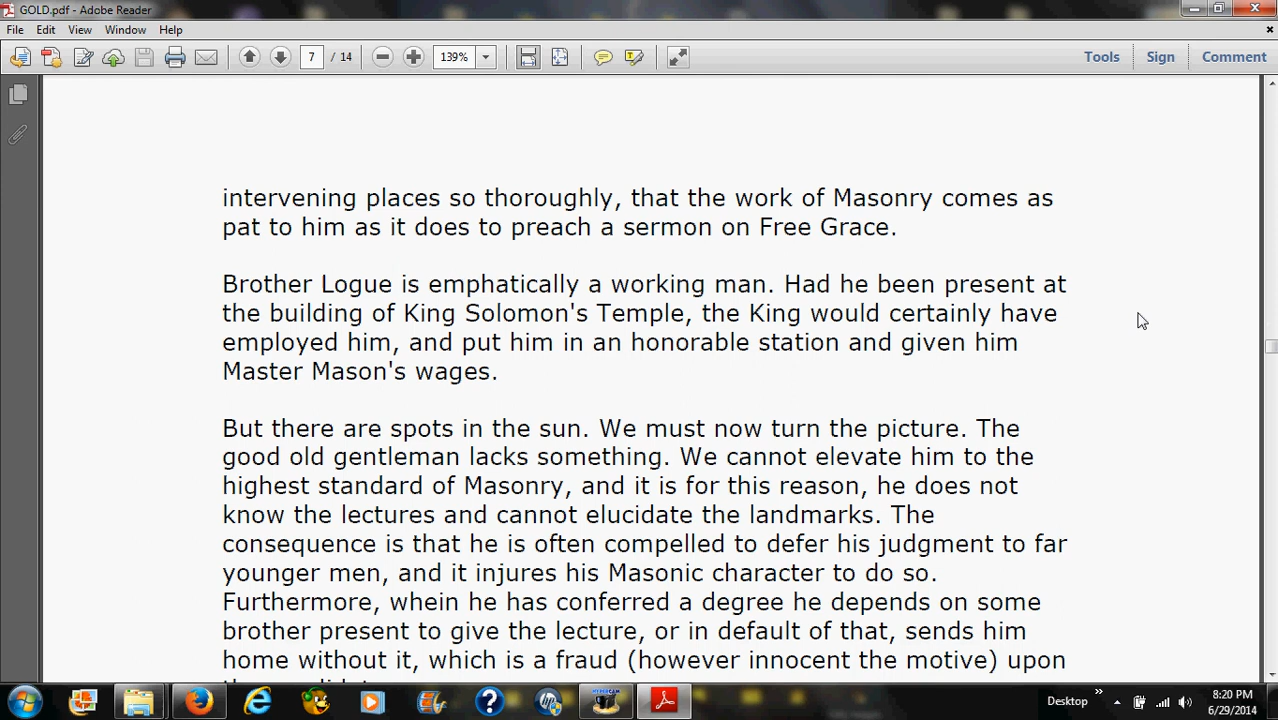 GOLD.pdf - Adobe Reader
File Edit View Window Help
7 / 14 139% Tools Sign Comment
intervening places so thoroughly, that the work of Masonry comes as
pat to him as it does to preach a sermon on Free Grace.
Brother Logue is emphatically a working man. Had he been present at
the building of King Solomon's Temple, the King would certainly have
employed him, and put him in an honorable station and given him
Master Mason's wages.
But there are spots in the sun. We must now turn the picture. The
good old gentleman lacks something. We cannot elevate him to the
highest standard of Masonry, and it is for this reason, he does not
know the lectures and cannot elucidate the landmarks. The
consequence is that he is often compelled to defer his judgment to far
younger men, and it injures his Masonic character to do so.
Furthermore, whein he has conferred a degree he depends on some
brother present to give the lecture, or in default of that, sends him
home without it, which is a fraud (however innocent the motive) upon
Desktop
8:20 PM
6/29/2014